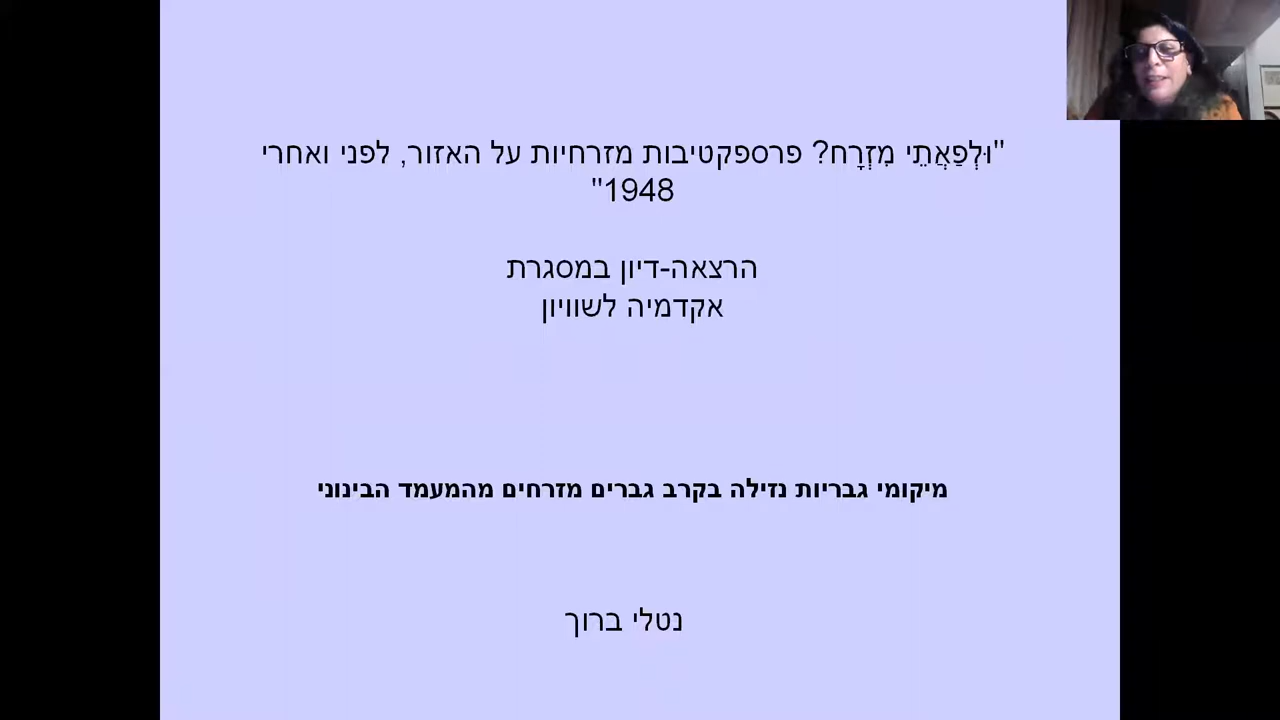 "וּלְפַאֲתֵי מִזְרָח? פרספקטיבות מזרחיות על האזור, לפני ואחרי
1948"
הרצאה-דיון במסגרת
אקדמיה לשוויון
מיקומי גבריות נזילה בקרב גברים מזרחים מהמעמד הבינוני
נטלי ברוך